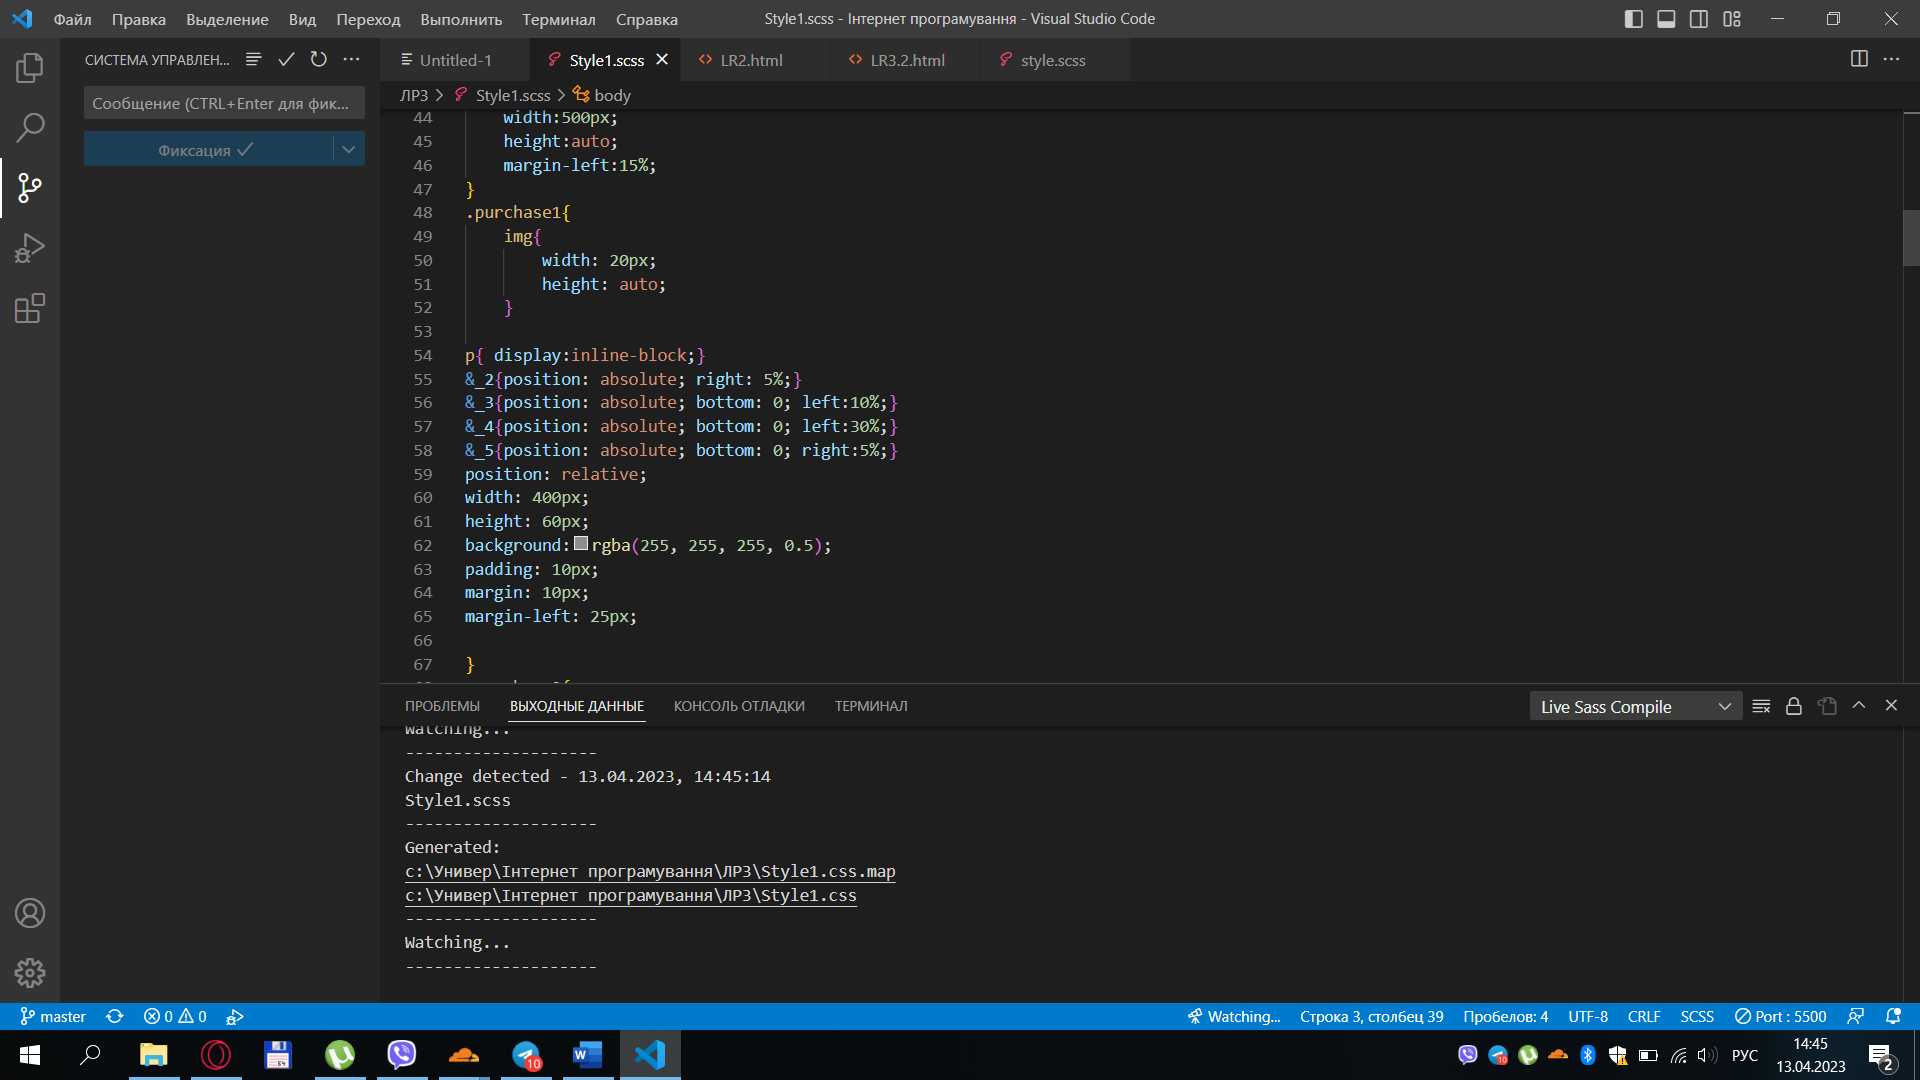 Файл Правка Выделение Вид Переход Выполнить Терминал Справка
Style1.scss - Інтернет програмування - Visual Studio Code
СИСТЕМА УПРАВЛЕН...
Сообщение (CTRL+Enter для фик...
Фиксация
Untitled-1
Style1.scss
LR2.html
LR3.2.html
style.scss
ЛР3 > Style1.scss > body
44 width:500px;
45 height:auto;
46 margin-left:15%;
47 }
48 .purchase1{
49 img{
50 width: 20px;
51 height: auto;
52 }
53
54 p{ display:inline-block;}
55 &_2{position: absolute; right: 5%;}
56 &_3{position: absolute; bottom: 0; left:10%;}
57 &_4{position: absolute; bottom: 0; left:30%;}
58 &_5{position: absolute; bottom: 0; right:5%;}
59 position: relative;
60 width: 400px;
61 height: 60px;
62 background: rgba(255, 255, 255, 0.5);
63 padding: 10px;
64 margin: 10px;
65 margin-left: 25px;
66
67 }
ПРОБЛЕМЫ ВЫХОДНЫЕ ДАННЫЕ КОНСОЛЬ ОТЛАДКИ ТЕРМИНАЛ
Live Sass Compile
Watching...
--------------------
Change detected - 13.04.2023, 14:45:14
Style1.scss
--------------------
Generated:
c:\Универ\Інтернет програмування\ЛР3\Style1.css.map
c:\Универ\Інтернет програмування\ЛР3\Style1.css
--------------------
Watching...
--------------------
master
0 0
Watching...
Строка 3, столбец 39
Пробелов: 4
UTF-8
CRLF
SCSS
Port : 5500
64
10
W
10
РУС
14:45
13.04.2023
2